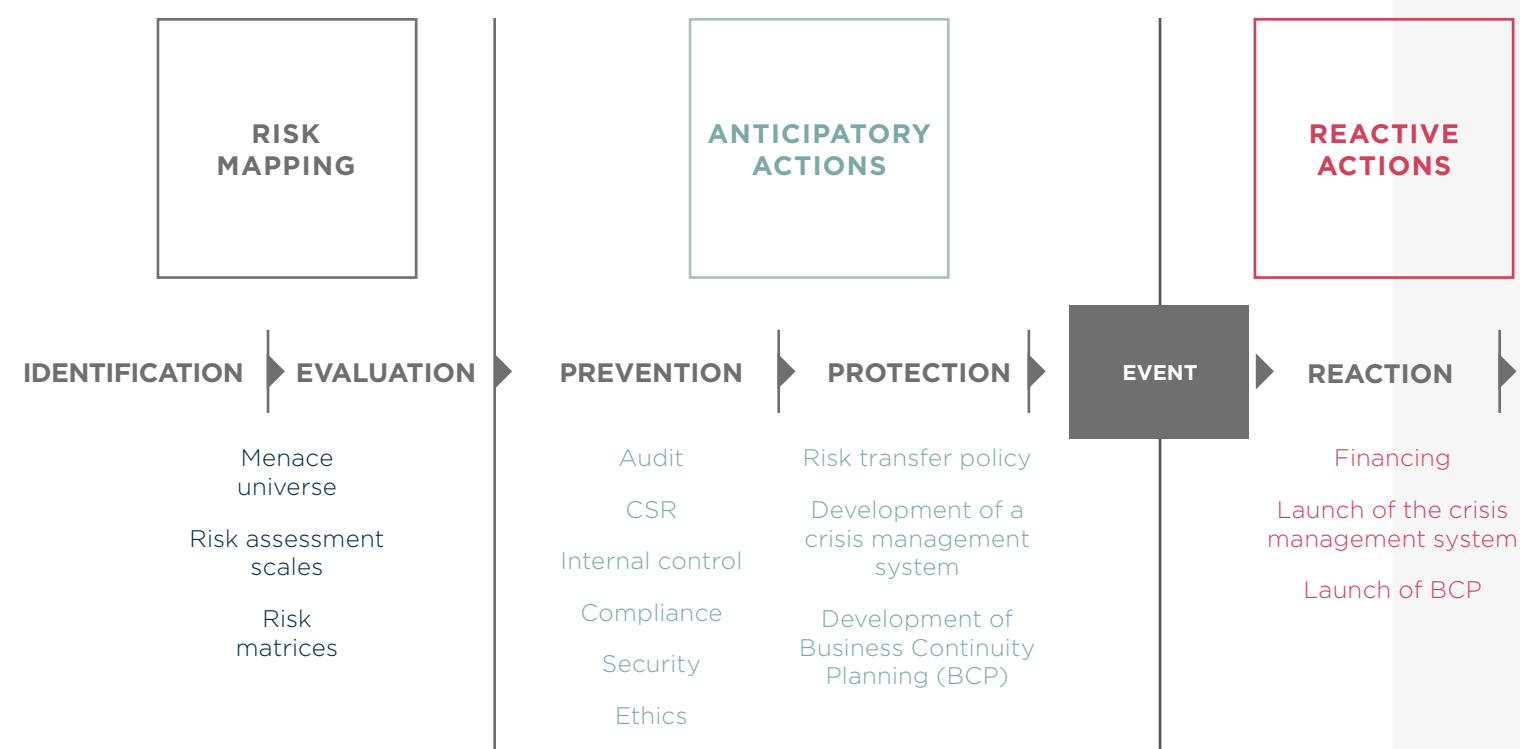 RISK
MAPPING
ANTICIPATORY
ACTIONS
REACTIVE
ACTIONS
IDENTIFICATION
EVALUATION
PREVENTION
PROTECTION
EVENT
REACTION
Menace
universe
Risk assessment
scales
Risk
matrices
Audit
CSR
Internal control
Compliance
Security
Ethics
Risk transfer policy
Development of a
crisis management
system
Development of
Business Continuity
Planning (BCP)
Financing
Launch of the crisis
management system
Launch of BCP